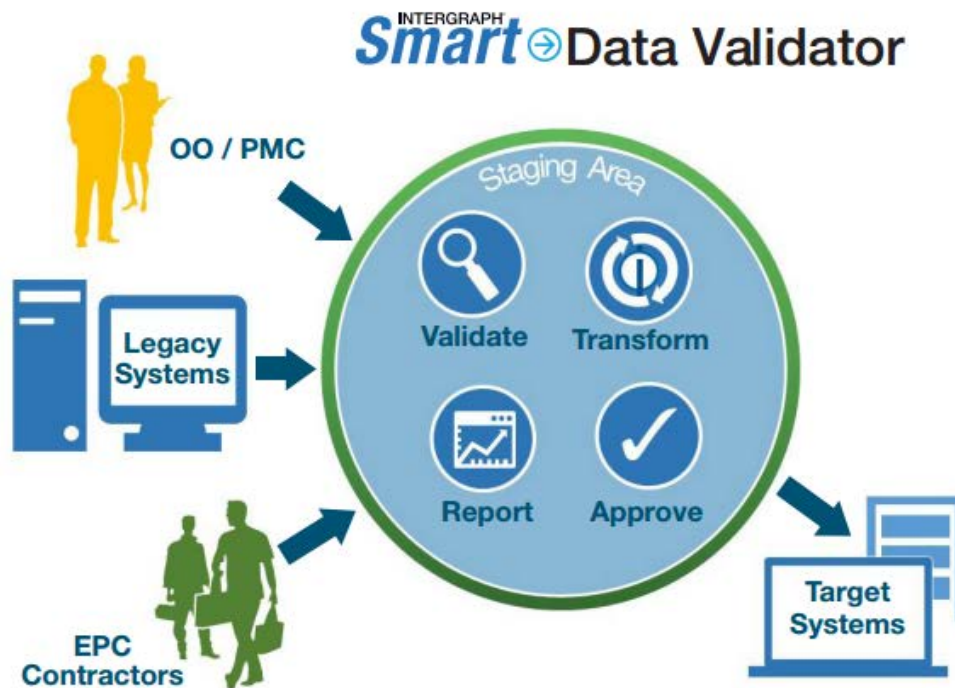 INTERGRAPH
Smart Data Validator
OO / PMC
Staging Area
Validate
Transform
Legacy
Systems
Report
Approve
EPC
Contractors
Target
Systems